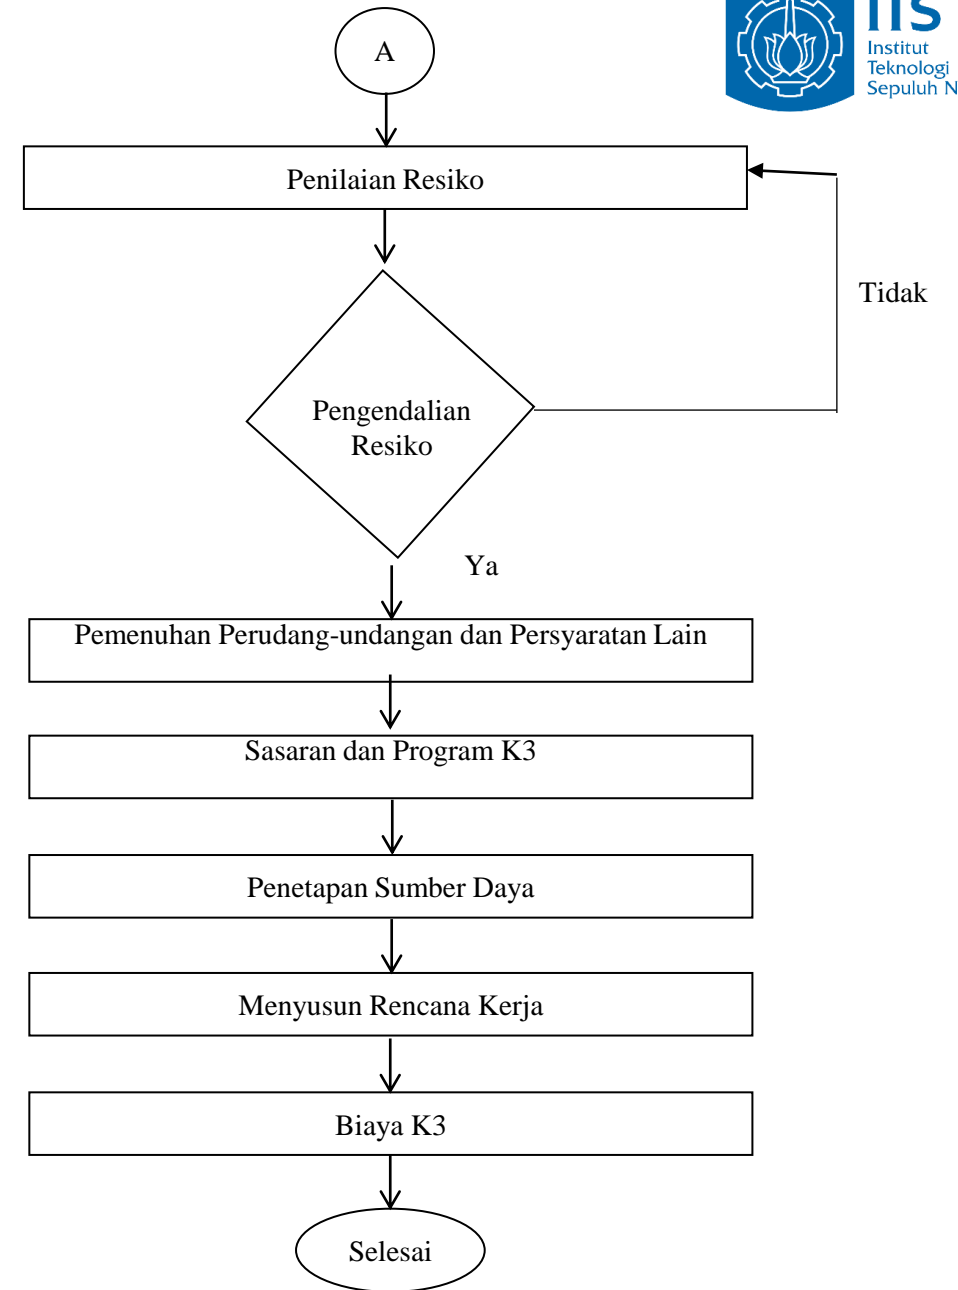 A
Institut
Teknologi
Sepuluh N
Penilaian Resiko
Tidak
Pengendalian
Resiko
Ya
Pemenuhan Perudang-undangan dan Persyaratan Lain
Sasaran dan Program K3
Penetapan Sumber Daya
Menyusun Rencana Kerja
Biaya K3
Selesai